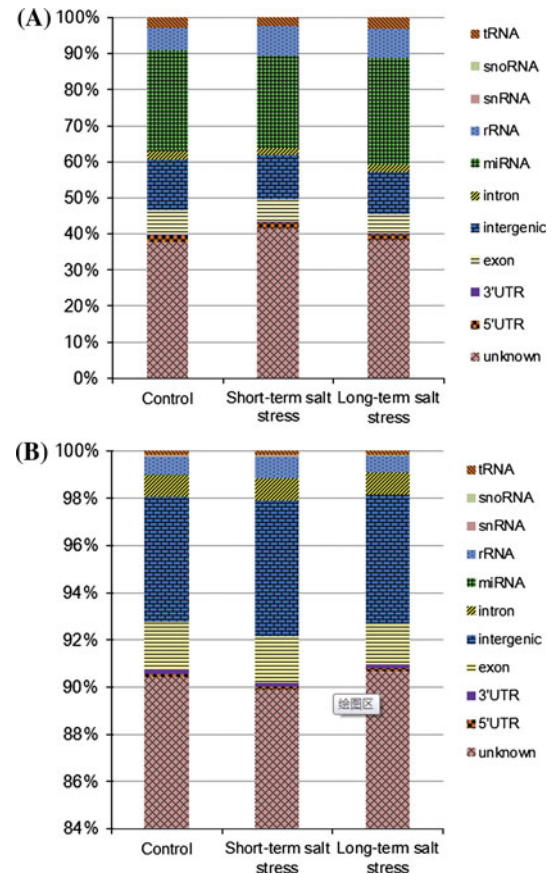 (A)
100%
90%
80%
70%
60%
50%
40%
30%
20%
10%
0%
Control
Short-term salt stress
Long-term salt stress
tRNA
snoRNA
snRNA
rRNA
miRNA
intron
intergenic
exon
3'UTR
5'UTR
unknown
(B)
100%
98%
96%
94%
92%
90%
88%
86%
84%
Control
Short-term salt
stress
Long-term salt
stress
绘图区
tRNA
snoRNA
snRNA
rRNA
miRNA
intron
intergenic
exon
3'UTR
5'UTR
unknown